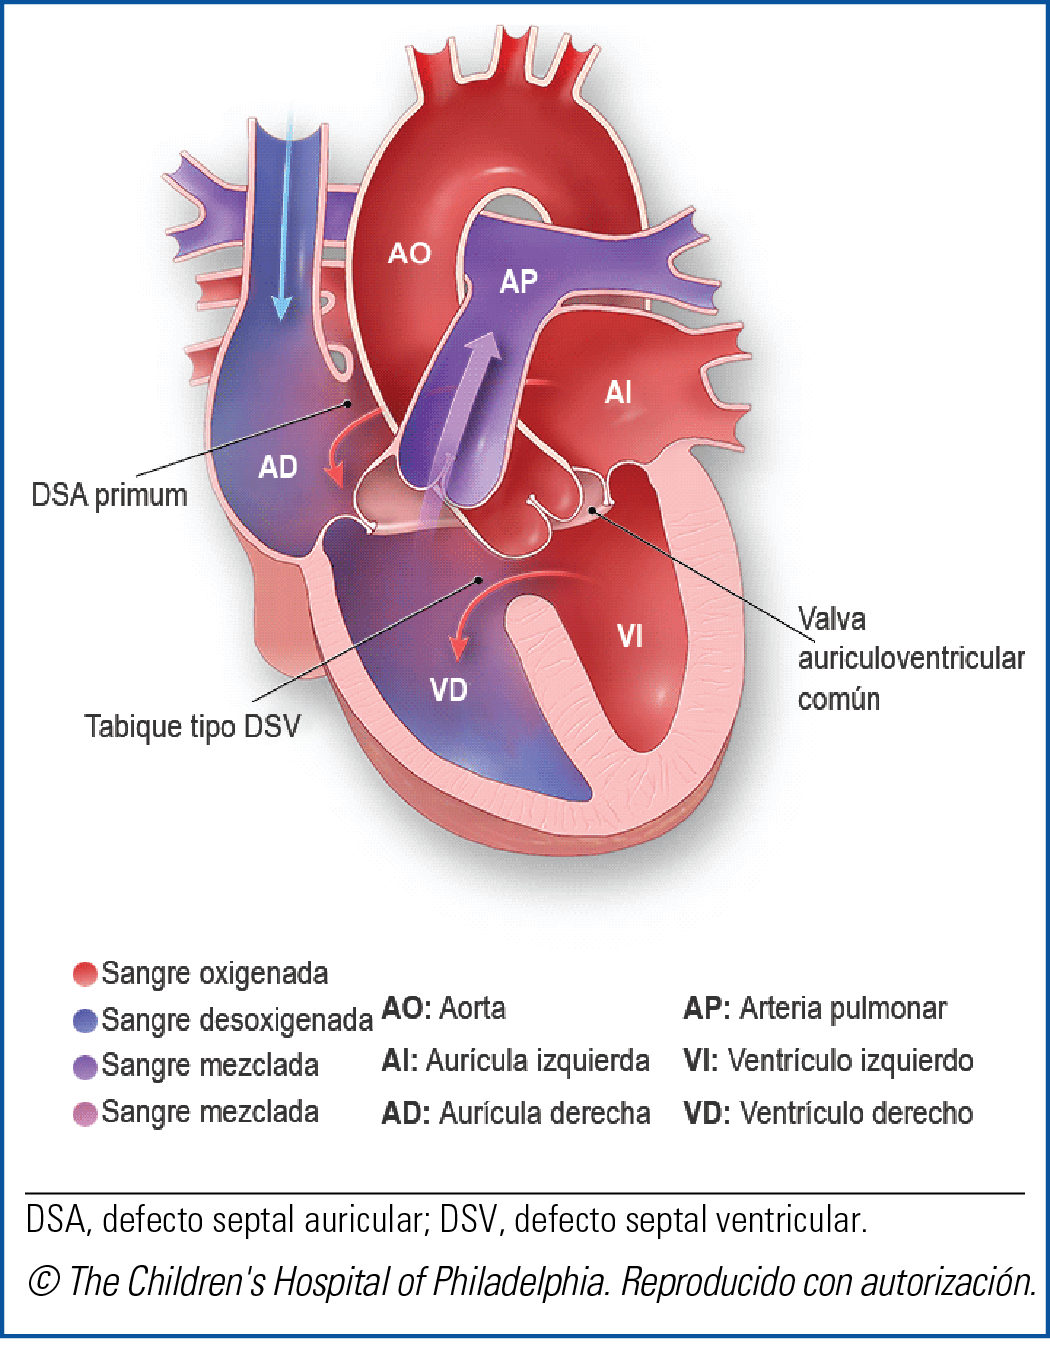 AO
AP
AI
AD
DSA primum
VI
Valva
auriculoventricular
común
VD
Tabique tipo DSV
Sangre oxigenada
Sangre desoxigenada
Sangre mezclada
Sangre mezclada
AO: Aorta
AP: Arteria pulmonar
AI: Aurícula izquierda
VI: Ventrículo izquierdo
AD: Aurícula derecha
VD: Ventrículo derecho
DSA, defecto septal auricular; DSV, defecto septal ventricular.
© The Children's Hospital of Philadelphia. Reproducido con autorización.